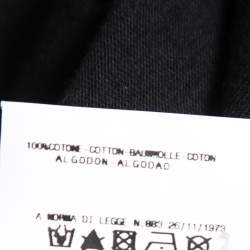 100%COTONE-COTTON-BAUMWOLLE-COTON
ALGODON-ALGODAO
A NORMA DI LEGGE N.883 26/11/1973